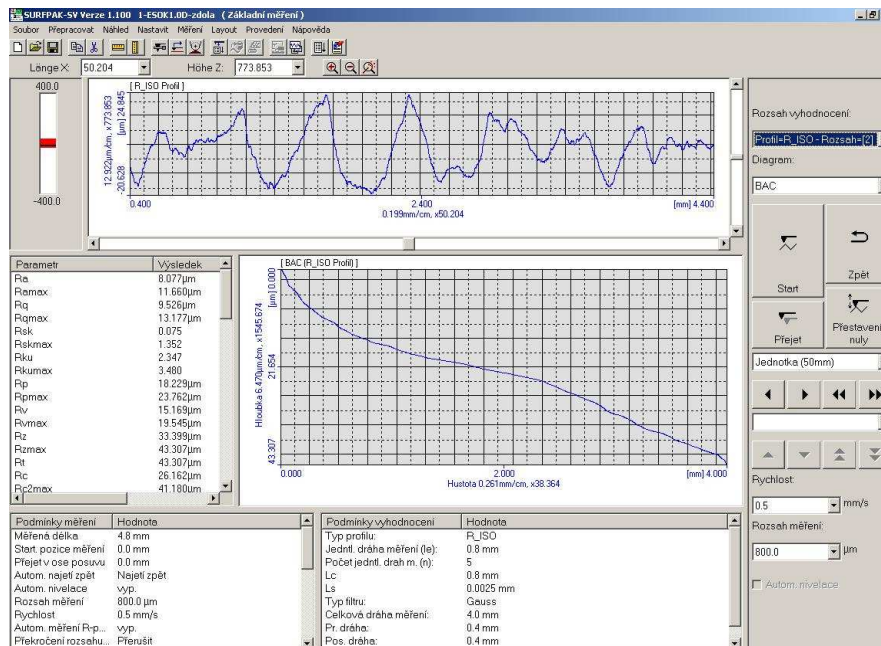 SURFPAK-SV Verze 1.100 1-ESOK1.0D-zdola ( Základní měření )
Soubor Přepracovat Náhled Nastavit Měření Layout Provedení Nápověda
Länge X: 50.204 Höhe Z: 773.853
400.0
-400.0
[ R_ISO Profil ]
12.922µm/cm, x773.853
-20.628 [µm] 24.845
0.400 2.400 [mm] 4.400
0.199mm/cm, x50.204
Rozsah vyhodnocení:
Profil=R_ISO - Rozsah=[2]
Diagram:
BAC
Start
Zpět
Přejet
Přestavení nuly
Jednotka (50mm)
Rychlost:
0.5 mm/s
Rozsah měření:
800.0 µm
Autom. nivelace
Parametr Výsledek
Ra 8.077µm
Ramax 11.660µm
Rq 9.526µm
Rqmax 13.177µm
Rsk 0.075
Rskmax 1.352
Rku 2.347
Rkumax 3.480
Rp 18.229µm
Rpmax 23.762µm
Rv 15.169µm
Rvmax 19.545µm
Rz 33.399µm
Rzmax 43.307µm
Rt 43.307µm
Rc 26.162µm
Rc2max 41.180µm
[ BAC (R_ISO Profil) ]
Hloubka 6.470µm/cm, x1545.674
43.307 21.654 [µm] 0.000
0.000 2.000 [mm] 4.000
Hustota 0.261mm/cm, x38.364
Podmínky měření Hodnota
Měřená délka 4.8 mm
Start. pozice měření 0.0 mm
Přejet v ose posuvu 0.0 mm
Autom. najetí zpět Najetí zpět
Autom. nivelace vyp.
Rozsah měření 800.0 µm
Rychlost 0.5 mm/s
Autom. měření R-p... vyp.
Překročení rozsahu... Přerušit
Podmínky vyhodnocení Hodnota
Typ profilu: R_ISO
Jedntl. dráha měření (le): 0.8 mm
Počet jedntl. drah m. (n): 5
Lc 0.8 mm
Ls 0.0025 mm
Typ filtru: Gauss
Celková dráha měření: 4.0 mm
Pr. dráha: 0.4 mm
Pos. dráha: 0.4 mm